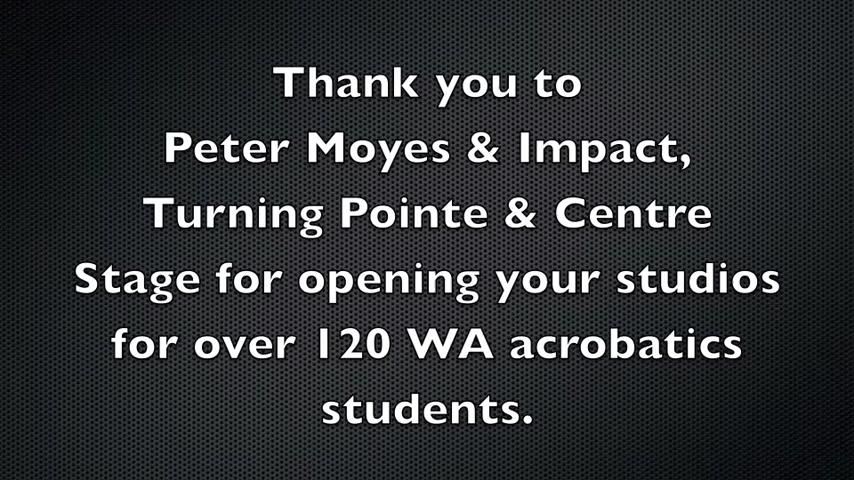 Thank you to
Peter Moyes & Impact,
Turning Pointe & Centre
Stage for opening your studios
for over 120 WA acrobatics
students.